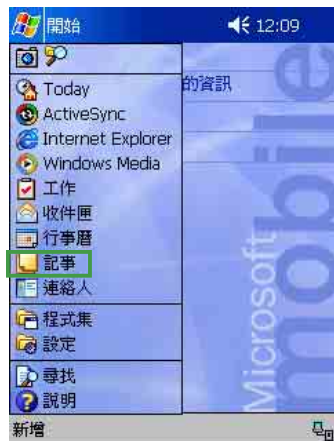 開始 12:09
Today
的資訊
ActiveSync
Internet Explorer
Windows Media
工作
收件匣
行事曆
記事
連絡人
程式集
設定
尋找
說明
新增
Microsoft
mobile